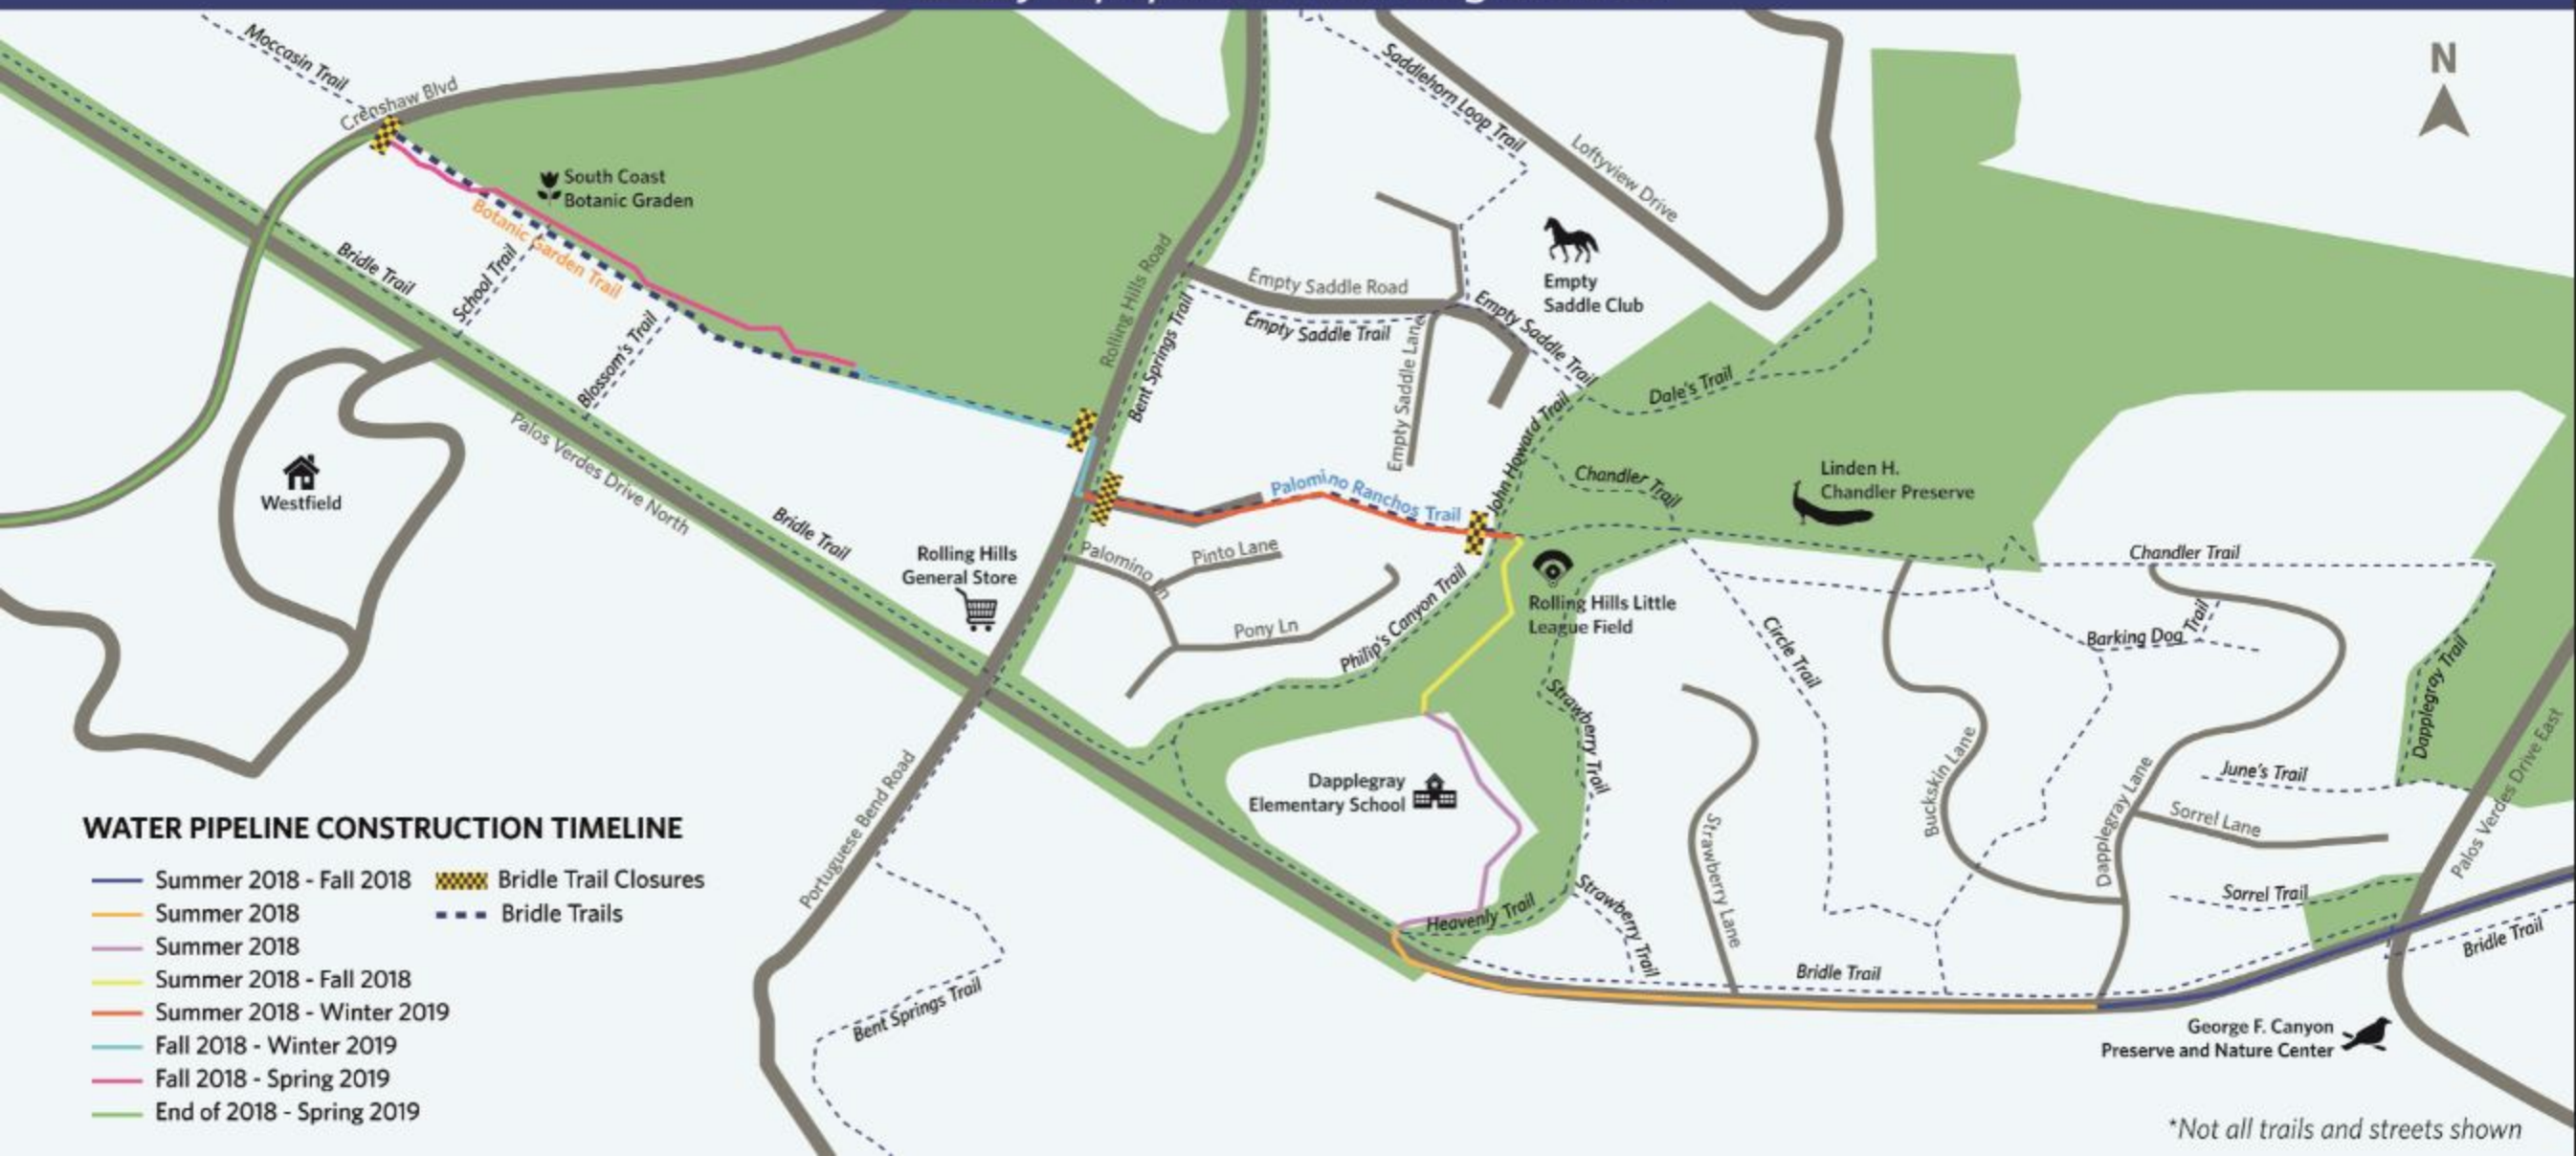 Moccasin Trail
Crenshaw Blvd
South Coast
Botanic Graden
Botanic Garden Trail
School Trail
Bridle Trail
Blossom's Trail
Westfield
Palos Verdes Drive North
Bridle Trail
Rolling Hills
General Store
Rolling Hills Road
Bent Springs Trail
Saddlehorn Loop Trail
Loftyview Drive
Empty Saddle Road
Empty Saddle Trail
Empty Saddle Lane
Empty Saddle Trail
Empty
Saddle Club
Dale's Trail
John Howard Trail
Chandler Trail
Linden H.
Chandler Preserve
Palomino Ranchos Trail
Palomino Ln
Pinto Lane
Pony Ln
Philip's Canyon Trail
Rolling Hills Little
League Field
Strawberry Trail
Circle Trail
Chandler Trail
Barking Dog Trail
Dapplegray Trail
June's Trail
Sorrel Lane
Sorrel Trail
Buckskin Lane
Dapplegray Lane
Palos Verdes Drive East
Bridle Trail
Dapplegray
Elementary School
Heavenly Trail
Strawberry Trail
Strawberry Lane
Bridle Trail
George F. Canyon
Preserve and Nature Center
Portuguese Bend Road
Bent Springs Trail
N
WATER PIPELINE CONSTRUCTION TIMELINE
Summer 2018 - Fall 2018
Summer 2018
Summer 2018
Summer 2018 - Fall 2018
Summer 2018 - Winter 2019
Fall 2018 - Winter 2019
Fall 2018 - Spring 2019
End of 2018 - Spring 2019
Bridle Trail Closures
Bridle Trails
*Not all trails and streets shown